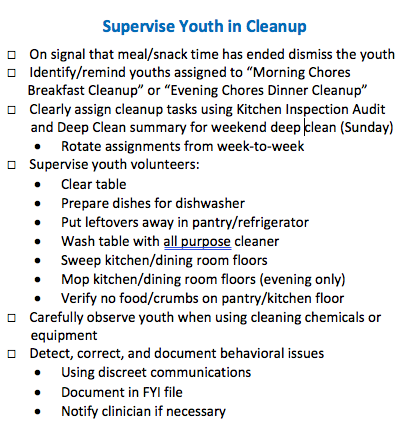 Supervise Youth in Cleanup
□ On signal that meal/snack time has ended dismiss the youth
□ Identify/remind youths assigned to “Morning Chores
Breakfast Cleanup” or “Evening Chores Dinner Cleanup”
□ Clearly assign cleanup tasks using Kitchen Inspection Audit
and Deep Clean summary for weekend deep clean (Sunday)
• Rotate assignments from week-to-week
□ Supervise youth volunteers:
• Clear table
• Prepare dishes for dishwasher
• Put leftovers away in pantry/refrigerator
• Wash table with all purpose cleaner
• Sweep kitchen/dining room floors
• Mop kitchen/dining room floors (evening only)
• Verify no food/crumbs on pantry/kitchen floor
□ Carefully observe youth when using cleaning chemicals or
equipment
□ Detect, correct, and document behavioral issues
• Using discreet communications
• Document in FYI file
• Notify clinician if necessary